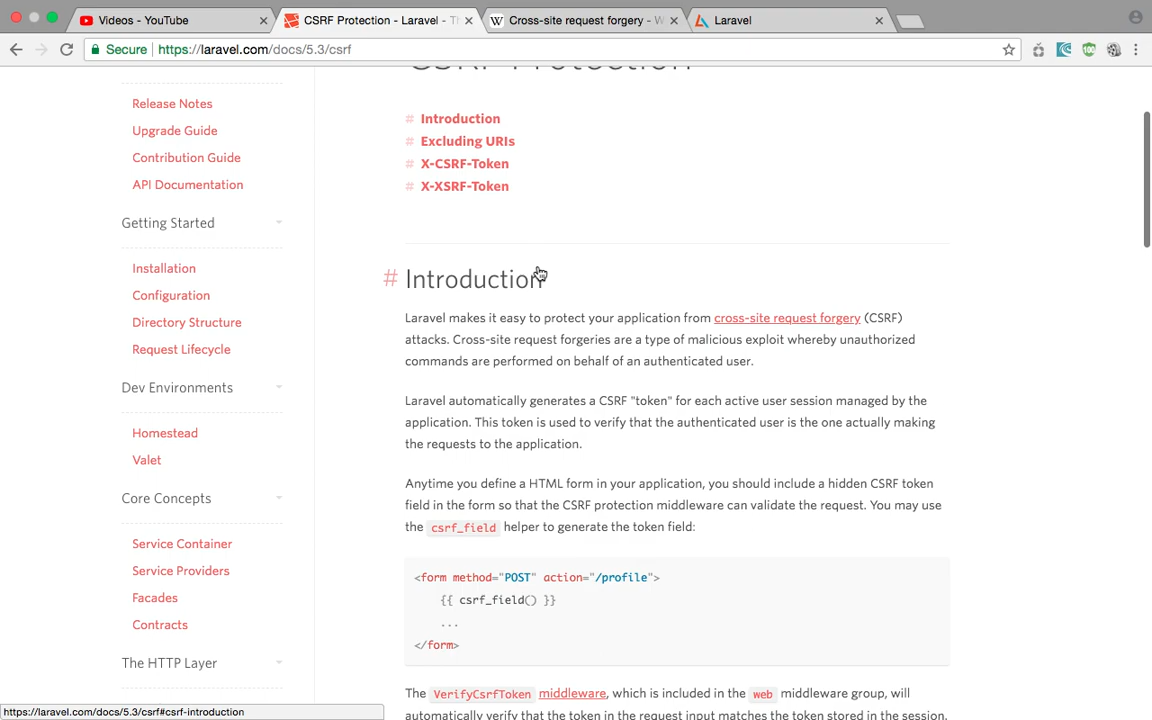 Videos - YouTube
CSRF Protection - Laravel - Th
Cross-site request forgery - W
Laravel
Secure
https://laravel.com/docs/5.3/csrf
CSRF Protection
Release Notes
Upgrade Guide
Contribution Guide
API Documentation
Getting Started
Installation
Configuration
Directory Structure
Request Lifecycle
Dev Environments
Homestead
Valet
Core Concepts
Service Container
Service Providers
Facades
Contracts
The HTTP Layer
# Introduction
# Excluding URIs
# X-CSRF-Token
# X-XSRF-Token
# Introduction
Laravel makes it easy to protect your application from cross-site request forgery (CSRF)
attacks. Cross-site request forgeries are a type of malicious exploit whereby unauthorized
commands are performed on behalf of an authenticated user.
Laravel automatically generates a CSRF "token" for each active user session managed by the
application. This token is used to verify that the authenticated user is the one actually making
the requests to the application.
Anytime you define a HTML form in your application, you should include a hidden CSRF token
field in the form so that the CSRF protection middleware can validate the request. You may use
the csrf_field helper to generate the token field:
<form method="POST" action="/profile">
{{ csrf_field() }}
...
</form>
The VerifyCsrfToken middleware, which is included in the web middleware group, will
automatically verify that the token in the request input matches the token stored in the session.
https://laravel.com/docs/5.3/csrf#csrf-introduction